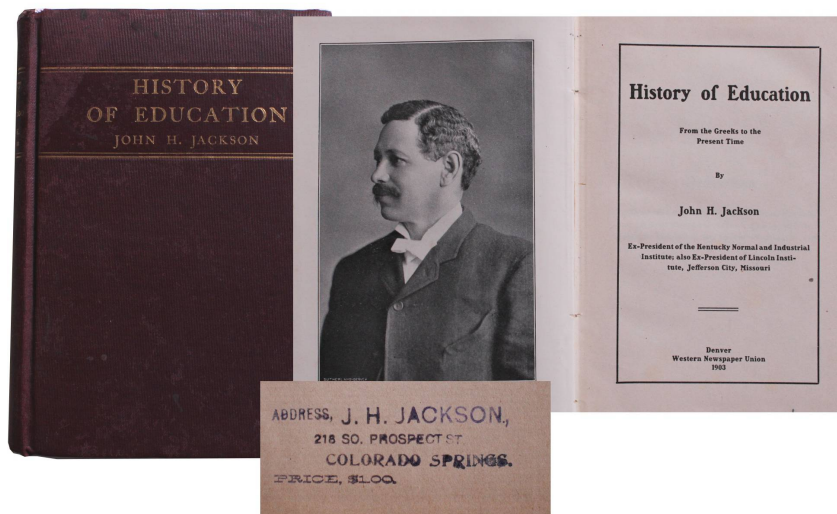 HISTORY
OF EDUCATION
JOHN H. JACKSON
History of Education
From the Greeks to the
Present Time
By
John H. Jackson
Ex-President of the Kentucky Normal and Industrial
Institute; also Ex-President of Lincoln Insti-
tute, Jefferson City, Missouri
Denver
Western Newspaper Union
1903
ADDRESS, J. H. JACKSON,
218 SO. PROSPECT ST
COLORADO SPRINGS.
PRICE, $1.00.